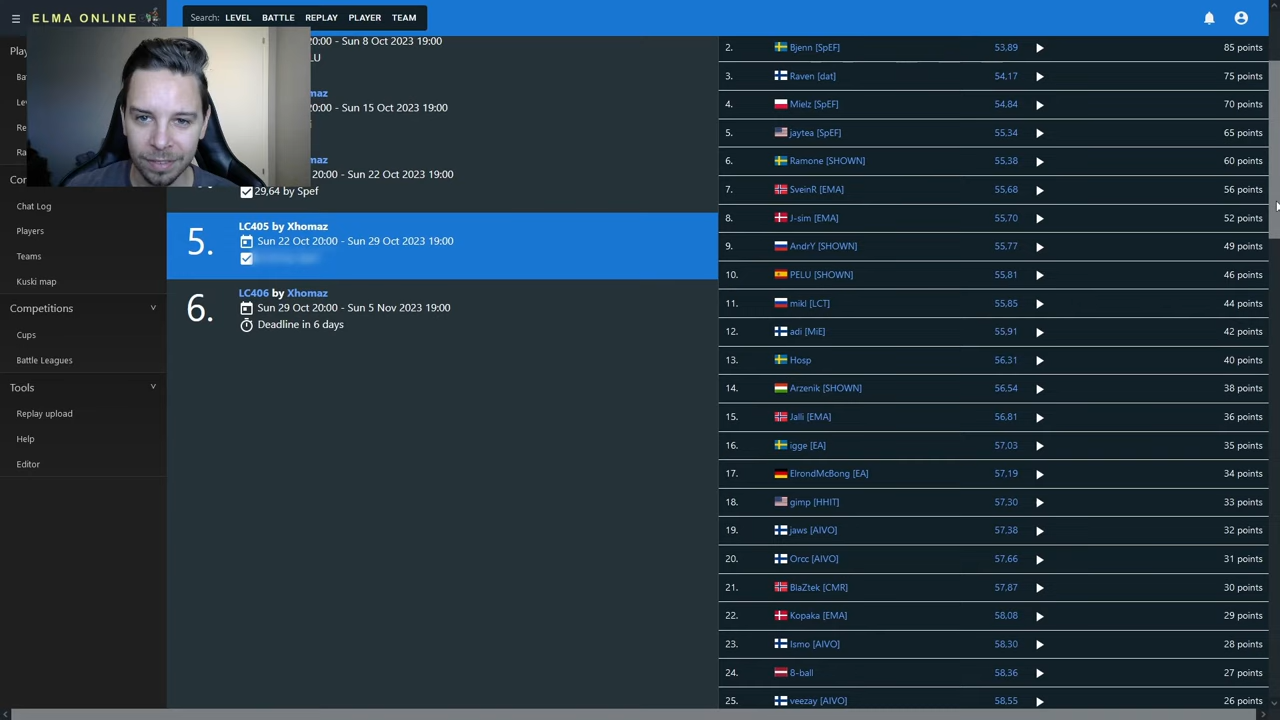 ELMA ONLINE
Search: LEVEL BATTLE REPLAY PLAYER TEAM
Chat Log
Players
Teams
Kuski map
Competitions
Cups
Battle Leagues
Tools
Replay upload
Help
Editor
20:00 - Sun 8 Oct 2023 19:00
20:00 - Sun 15 Oct 2023 19:00
20:00 - Sun 22 Oct 2023 19:00
29,64 by Spef
5.
LC405 by Xhomaz
Sun 22 Oct 20:00 - Sun 29 Oct 2023 19:00
6.
LC406 by Xhomaz
Sun 29 Oct 20:00 - Sun 5 Nov 2023 19:00
Deadline in 6 days
2. Bjenn [SpEF] 53,89 85 points
3. Raven [dat] 54,17 75 points
4. Mielz [SpEF] 54,84 70 points
5. jaytea [SpEF] 55,34 65 points
6. Ramone [SHOWN] 55,38 60 points
7. SveinR [EMA] 55,68 56 points
8. J-sim [EMA] 55,70 52 points
9. AndrY [SHOWN] 55,77 49 points
10. PELU [SHOWN] 55,81 46 points
11. mikl [LCT] 55,85 44 points
12. adi [MiE] 55,91 42 points
13. Hosp 56,31 40 points
14. Arzenik [SHOWN] 56,54 38 points
15. Jalli [EMA] 56,81 36 points
16. igge [EA] 57,03 35 points
17. ElrondMcBong [EA] 57,19 34 points
18. gimp [HHIT] 57,30 33 points
19. jaws [AIVO] 57,38 32 points
20. Orcc [AIVO] 57,66 31 points
21. BlaZtek [CMR] 57,87 30 points
22. Kopaka [EMA] 58,08 29 points
23. Ismo [AIVO] 58,30 28 points
24. 8-ball 58,36 27 points
25. veezay [AIVO] 58,55 26 points